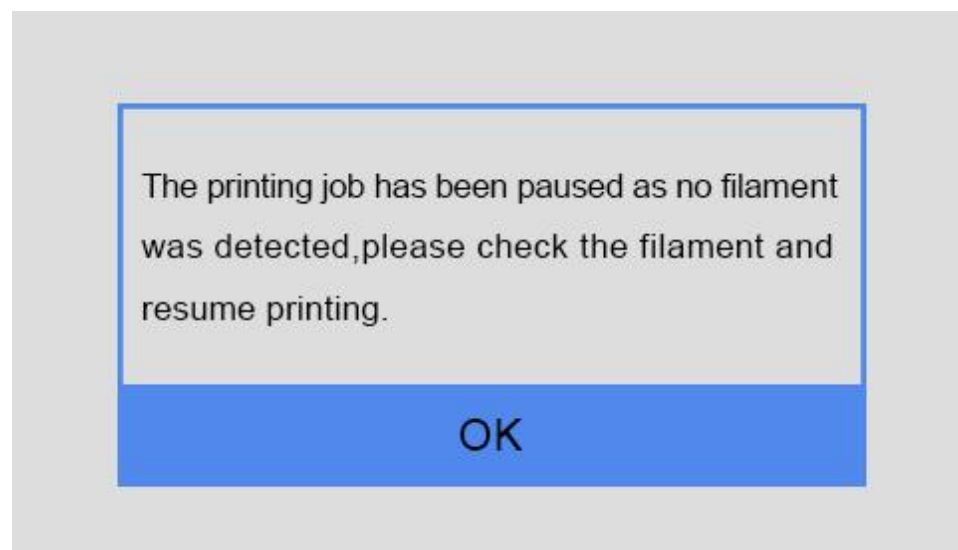 The printing job has been paused as no filament
was detected,please check the filament and
resume printing.
OK